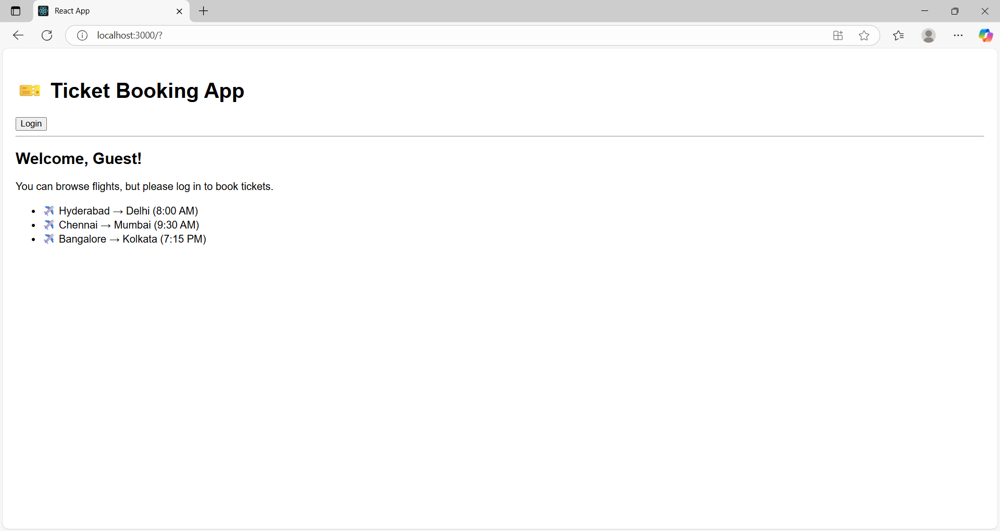 React App
localhost:3000/?
🎫 Ticket Booking App
Login
Welcome, Guest!
You can browse flights, but please log in to book tickets.
• ✈️ Hyderabad → Delhi (8:00 AM)
• ✈️ Chennai → Mumbai (9:30 AM)
• ✈️ Bangalore → Kolkata (7:15 PM)